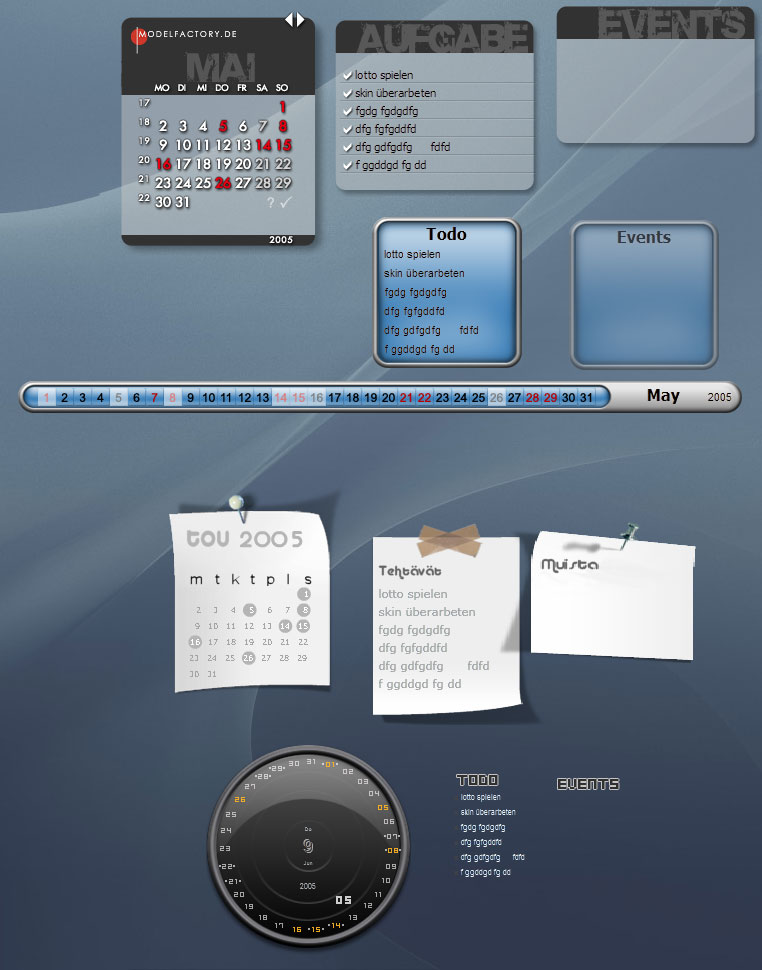 MODELFACTORY.DE
MAI
MO DI MI DO FR SA SO
17 1
18 2 3 4 5 6 7 8
19 9 10 11 12 13 14 15
20 16 17 18 19 20 21 22
21 23 24 25 26 27 28 29
22 30 31 ?
2005
AUFGABE
lotto spielen
skin überarbeten
fgdg fgdgdfg
dfg fgfgddfd
dfg gdfgdfg fdfd
f ggddgd fg dd
EVENTS
Todo
lotto spielen
skin überarbeten
fgdg fgdgdfg
dfg fgfgddfd
dfg gdfgdfg fdfd
f ggddgd fg dd
Events
1 2 3 4 5 6 7 8 9 10 11 12 13 14 15 16 17 18 19 20 21 22 23 24 25 26 27 28 29 30 31 May 2005
tou 2005
m t k t p l s
1
2 3 4 5 6 7 8
9 10 11 12 13 14 15
16 17 18 19 20 21 22
23 24 25 26 27 28 29
30 31
Tehtävät
lotto spielen
skin überarbeten
fgdg fgdgdfg
dfg fgfgddfd
dfg gdfgdfg fdfd
f ggddgd fg dd
Muista
01 02 03 04 05 06 07 08 09 10 11 12 13 14 15 16 17 18 19 20 21 22 23 24 25 26 27 28 29 30 31
Do
9
Jun
2005
05
TODO
lotto spielen
skin überarbeten
fgdg fgdgdfg
dfg fgfgddfd
dfg gdfgdfg fdfd
f ggddgd fg dd
EVENTS